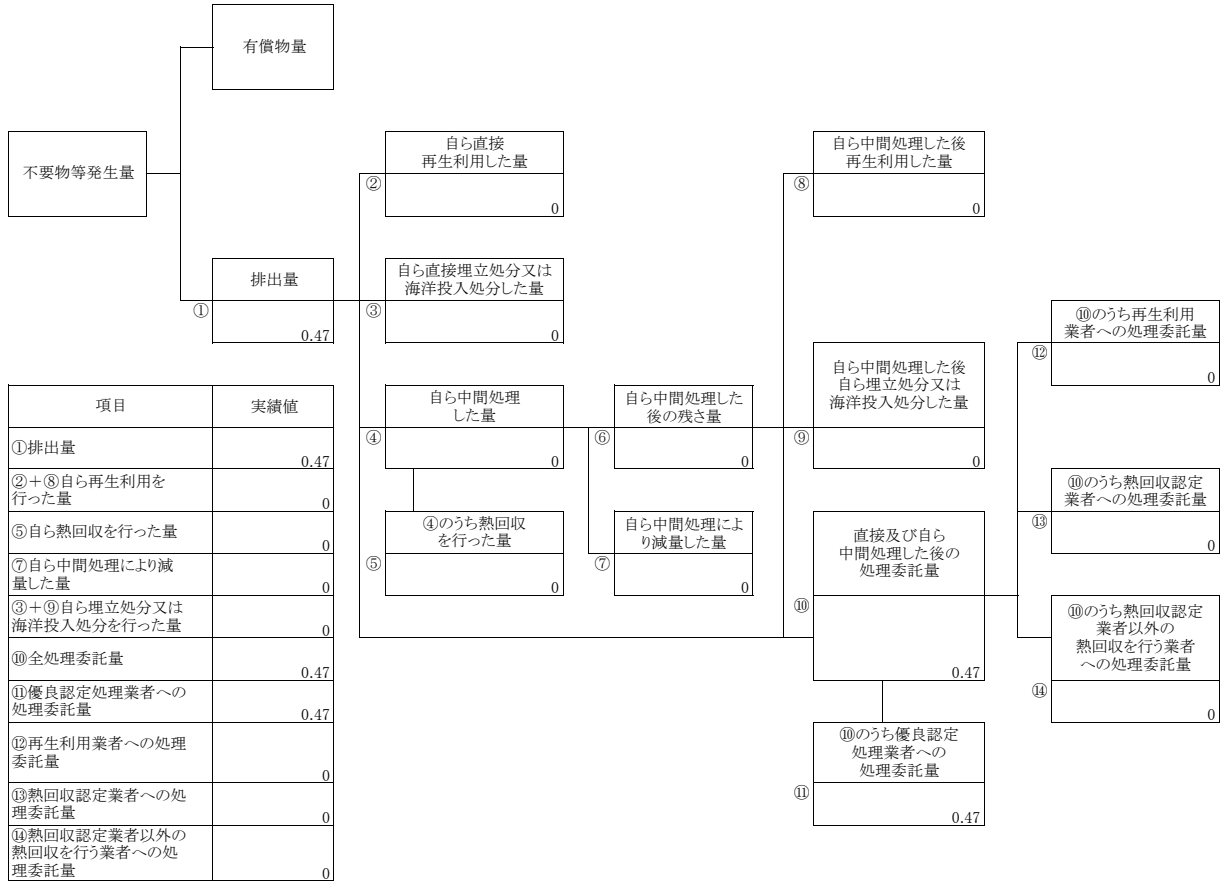 有償物量
不要物等発生量
自ら直接
再生利用した量
②
0
自ら中間処理した後
再生利用した量
⑧
0
排出量
①
0.47
自ら直接埋立処分又は
海洋投入処分した量
③
0
⑩のうち再生利用
業者への処理委託量
⑫
0
自ら中間処理
した量
④
0
自ら中間処理した
後の残さ量
⑥
0
自ら中間処理した後
自ら埋立処分又は
海洋投入処分した量
⑨
0
⑩のうち熱回収認定
業者への処理委託量
⑬
0
④のうち熱回収
を行った量
⑤
0
自ら中間処理によ
り減量した量
⑦
0
直接及び自ら
中間処理した後の
処理委託量
⑩
0.47
⑩のうち熱回収認定
業者以外の
熱回収を行う業者
への処理委託量
⑭
0
⑩のうち優良認定
処理業者への
処理委託量
⑪
0.47
項目 実績値
①排出量
0.47
②＋⑧自ら再生利用を
行った量
0
⑤自ら熱回収を行った量
0
⑦自ら中間処理により減
量した量
0
③＋⑨自ら埋立処分又は
海洋投入処分を行った量
0
⑩全処理委託量
0.47
⑪優良認定処理業者への
処理委託量
0.47
⑫再生利用業者への処理
委託量
0
⑬熱回収認定業者への処
理委託量
0
⑭熱回収認定業者以外の
熱回収を行う業者への処
理委託量
0